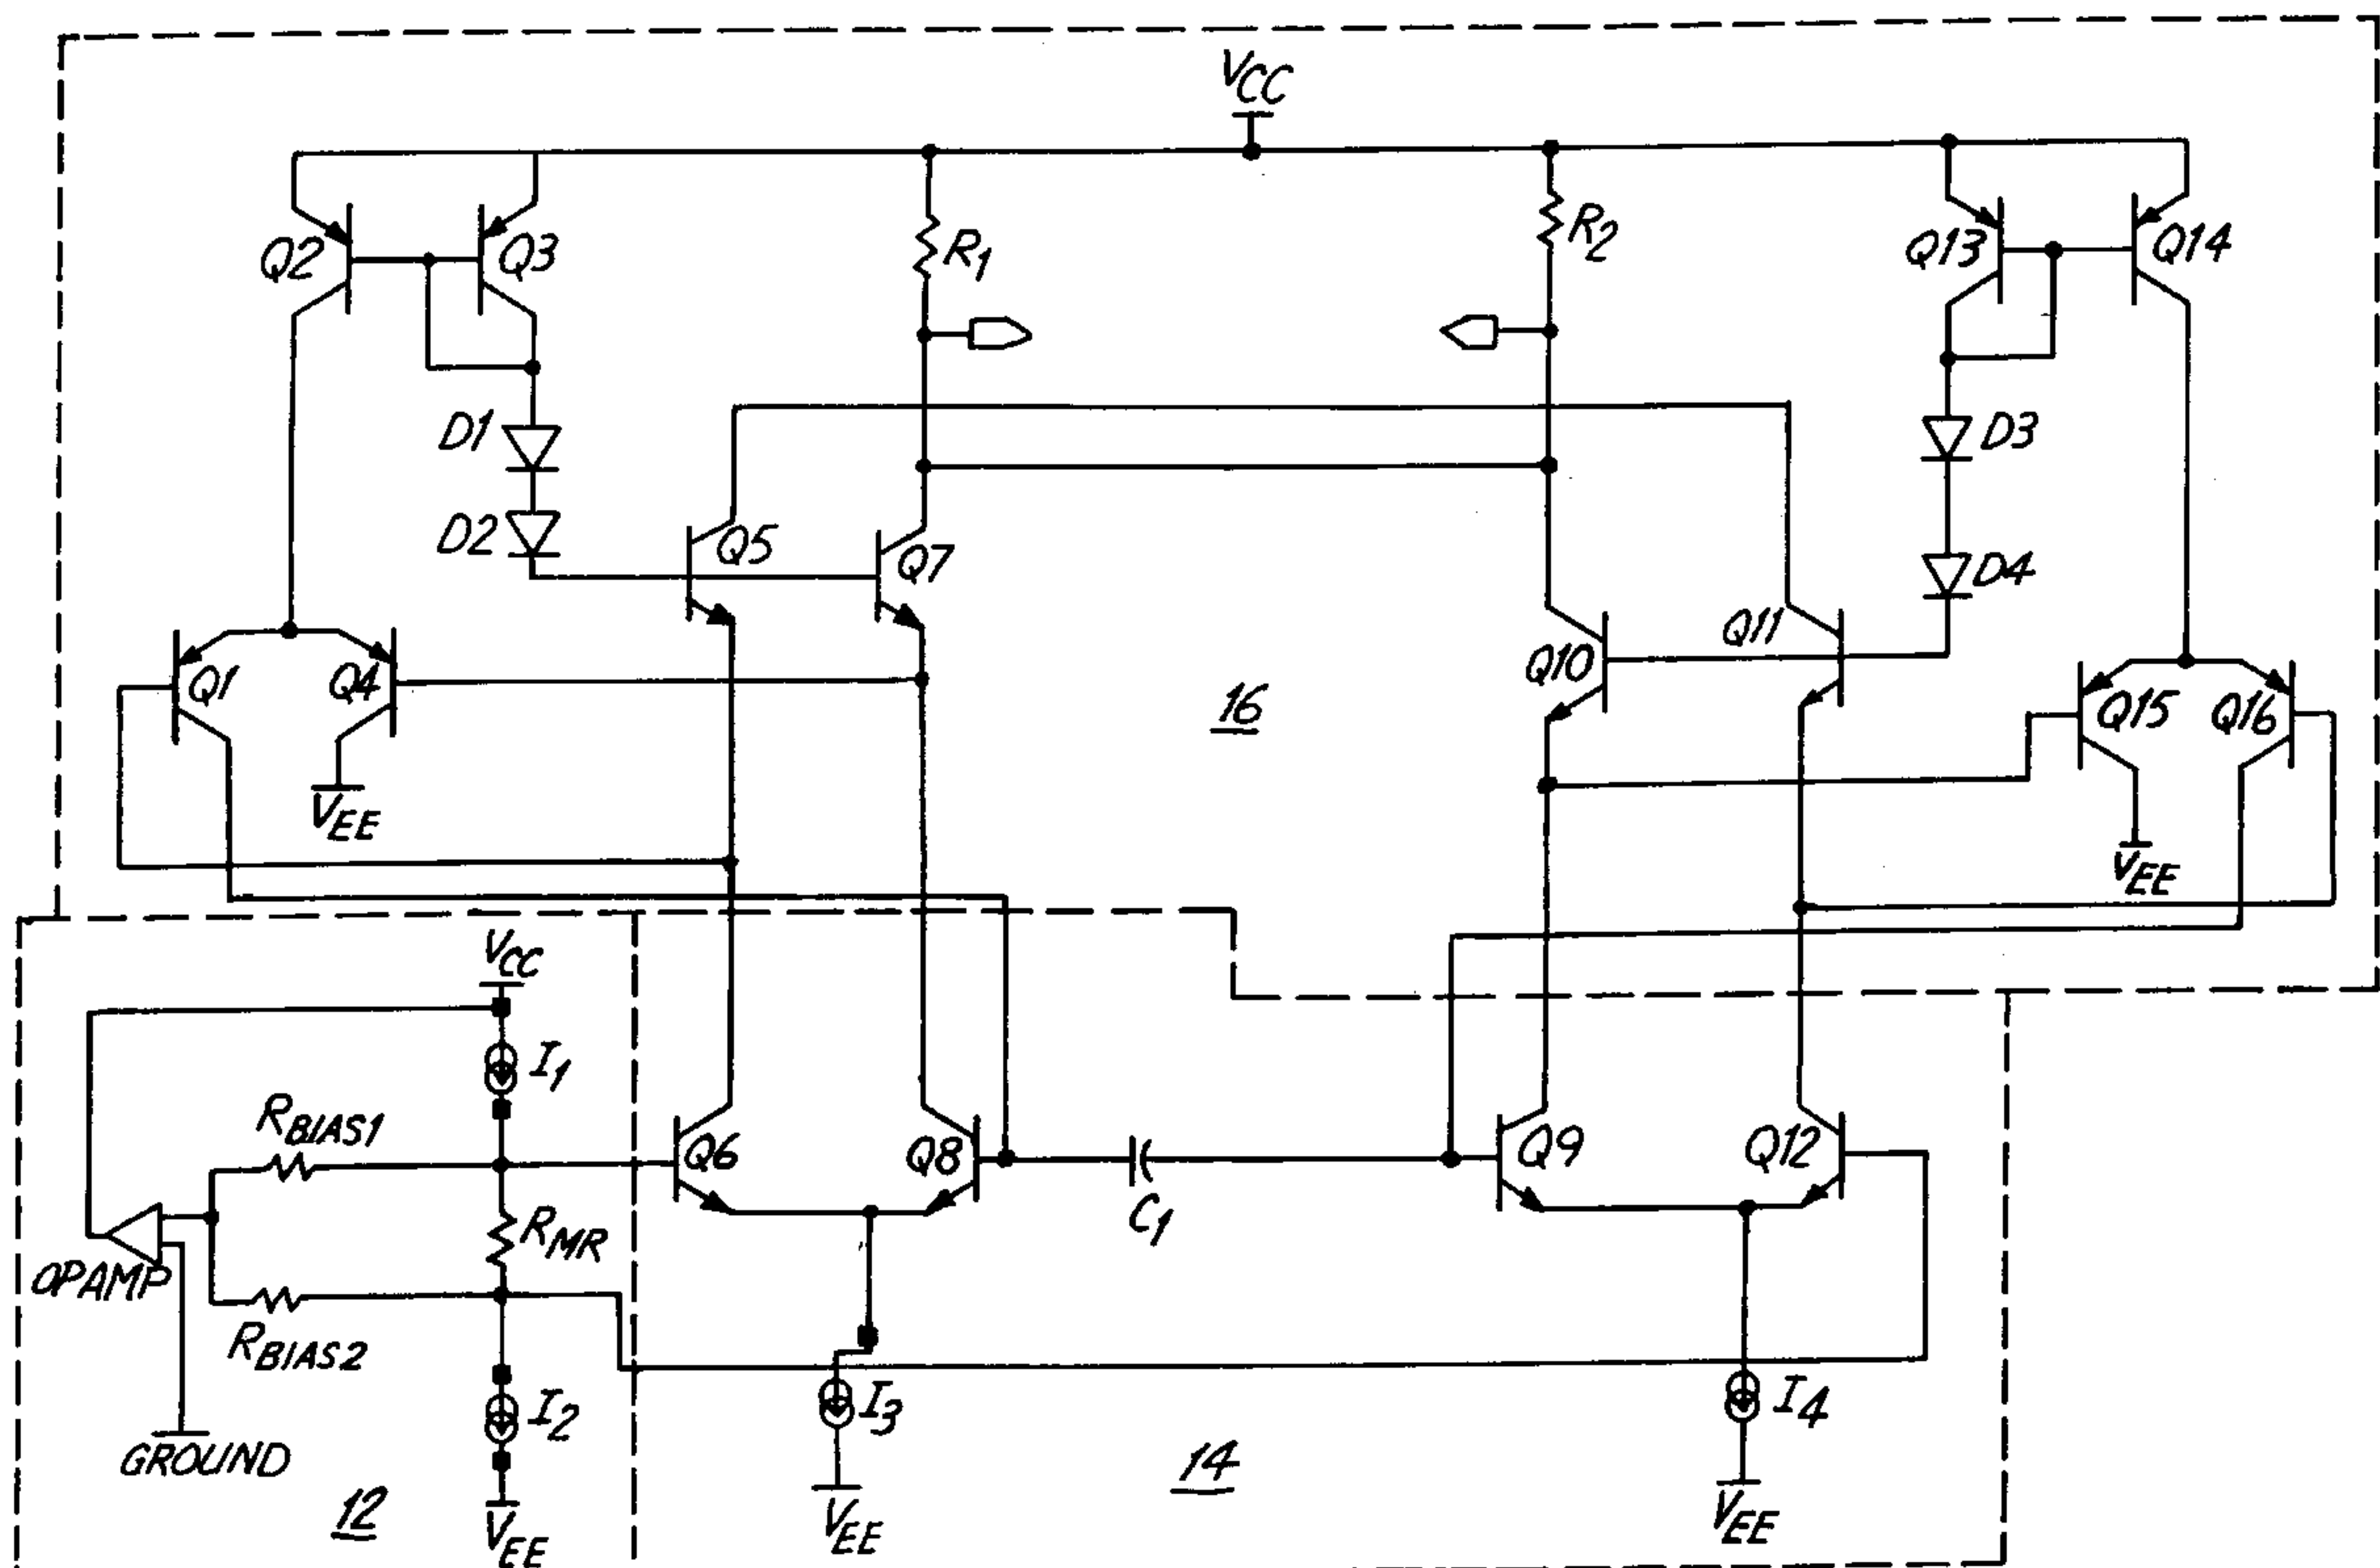 VCC
Q2
Q3
R1
R2
Q13
Q14
D1
D3
D2
Q5
Q7
D4
Q1
Q4
Q10
Q11
Q15
Q16
16
VEE
VEE
VCC
I1
RBIAS1
Q6
Q8
Q9
Q12
C1
RMR
OPAMP
RBIAS2
I2
I3
I4
GROUND
12
14
VEE
VEE
VEE